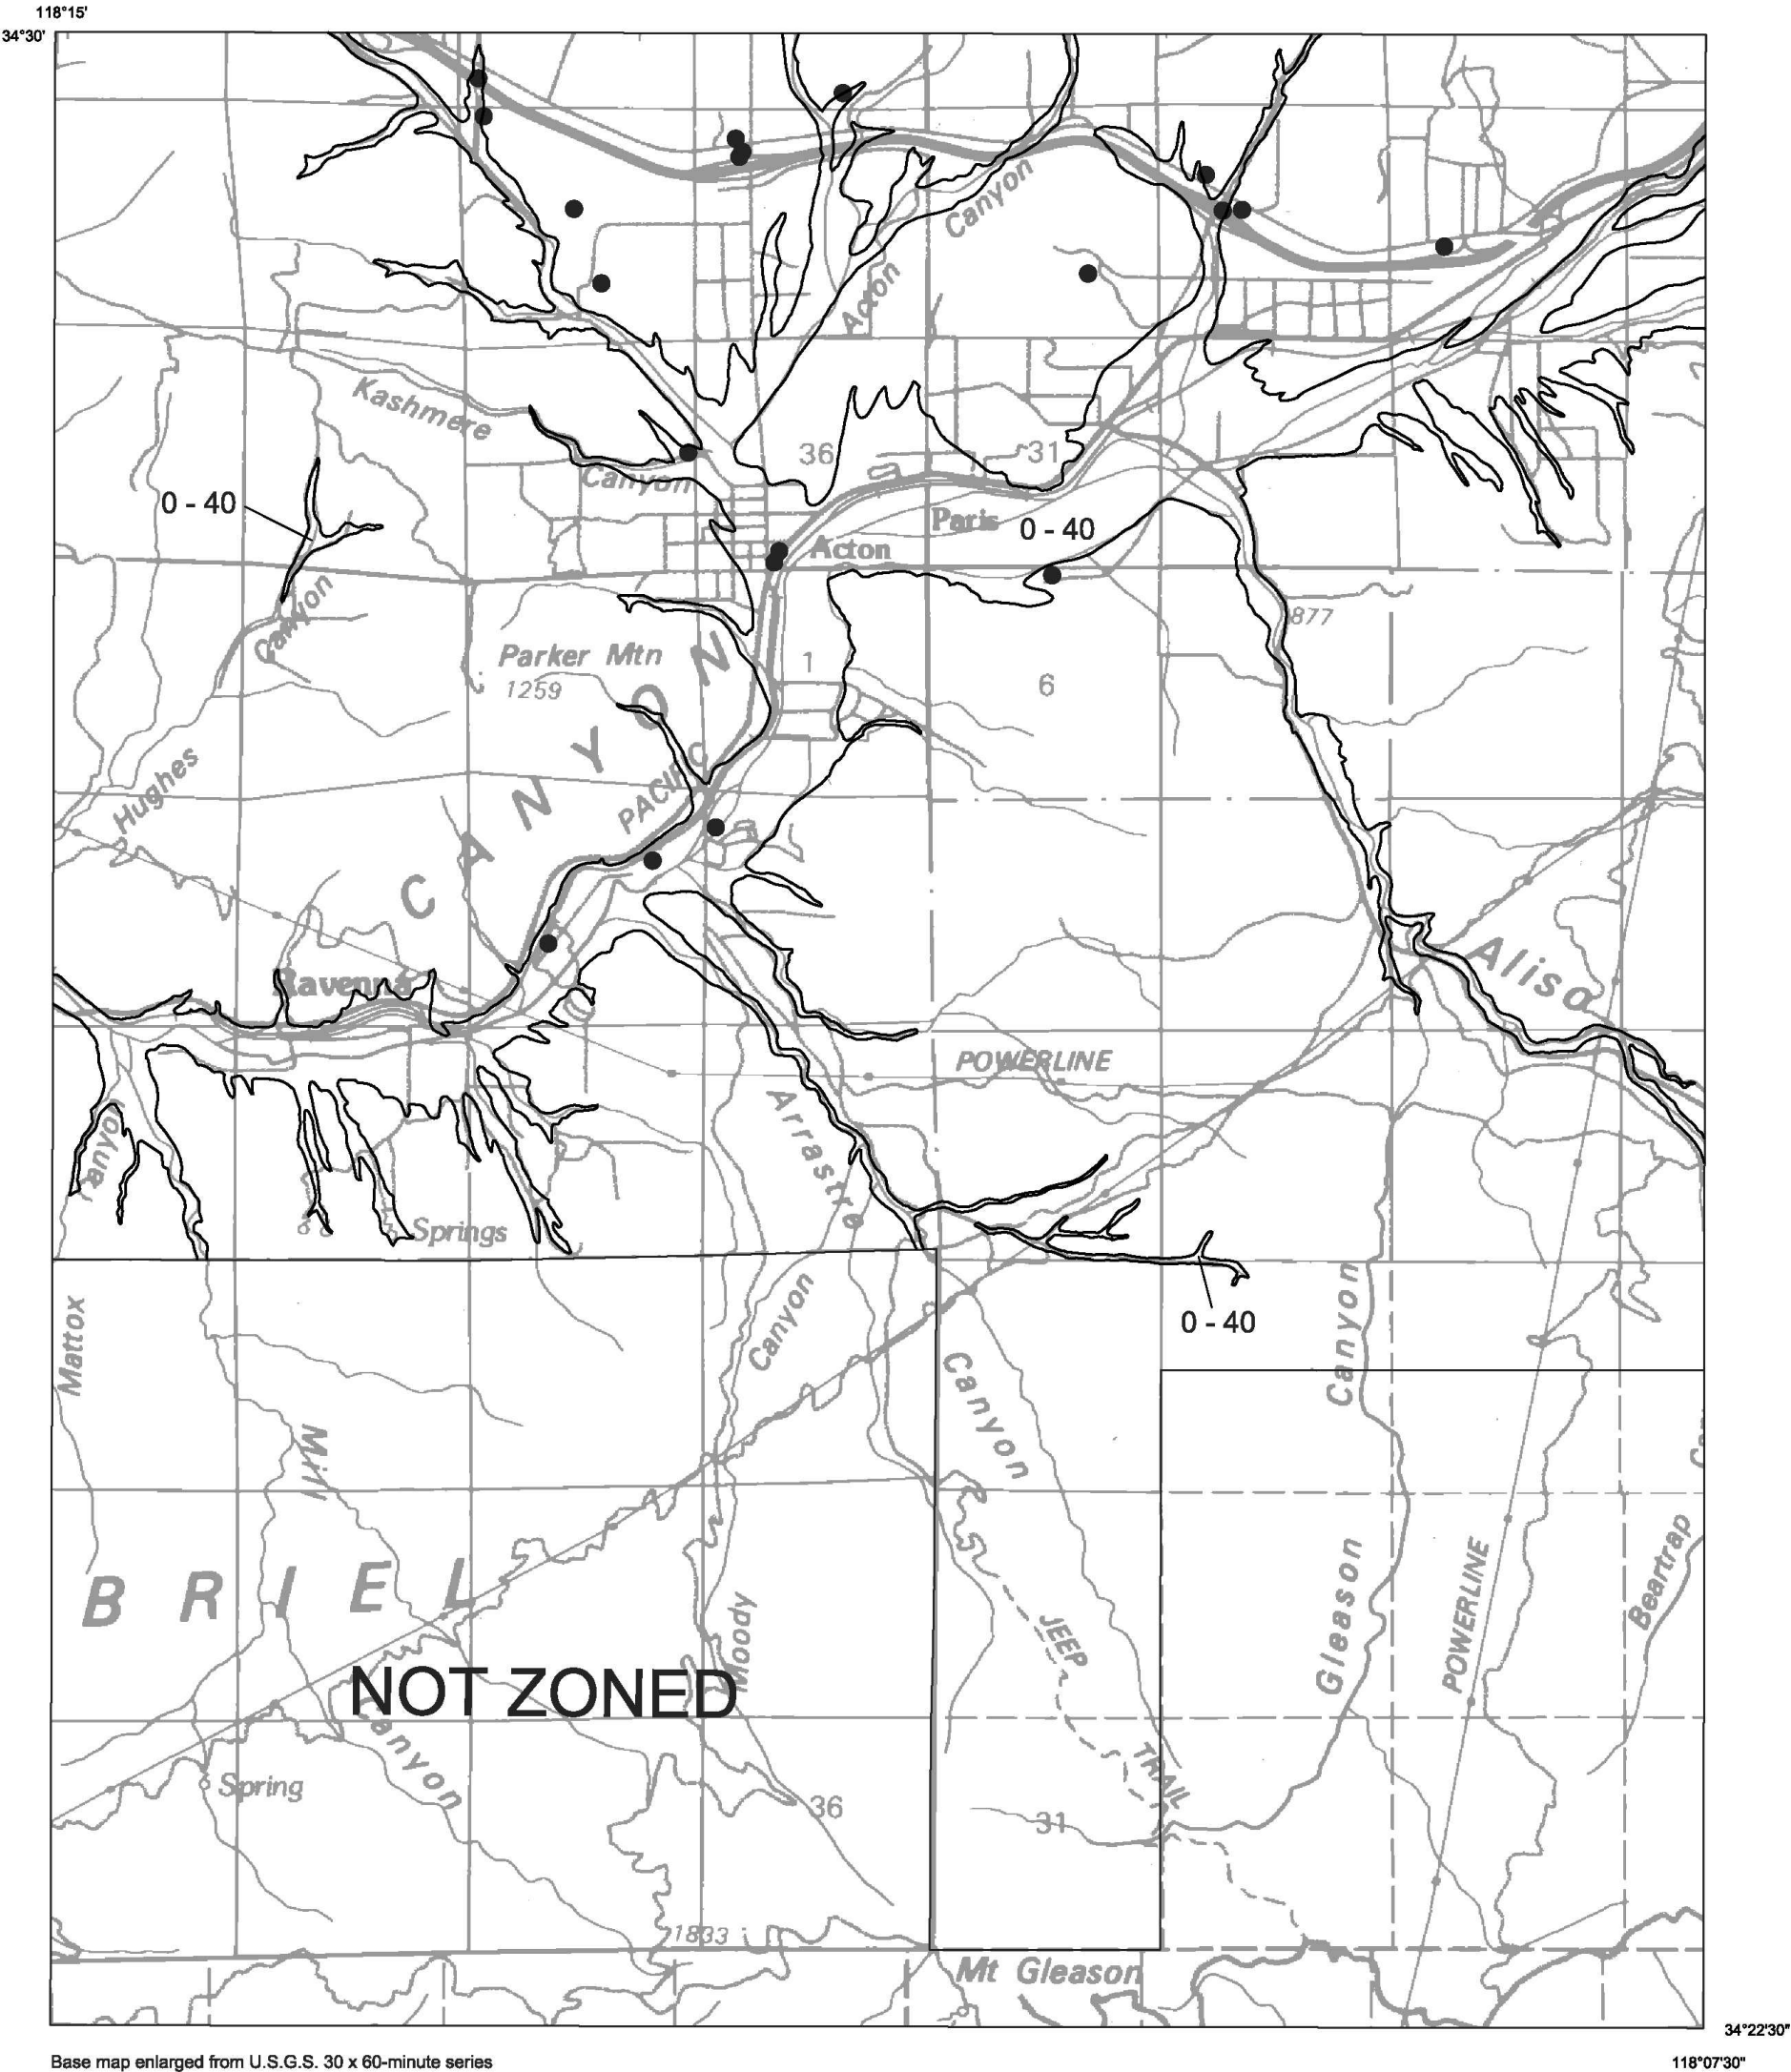 118°15'
34°30'
Canyon
Acton
Kashmere
36
31
Canyon
0 - 40
Paris
0 - 40
Acton
Canyon
877
Parker Mtn
1259
1
6
CANYON
PACIFIC
Hughes
Ravenna
Aliso
POWERLINE
Arrastre
Canyon
Springs
0 - 40
Canyon
Canyon
Mattox
Canyon
Mill
BRIEL
Moody
JEEP
Gleason
POWERLINE
Beartrap
NOT ZONED
Canyon
TRAIL
Spring
36
31
1833
Mt Gleason
34°22'30"
Base map enlarged from U.S.G.S. 30 x 60-minute series
118°07'30"